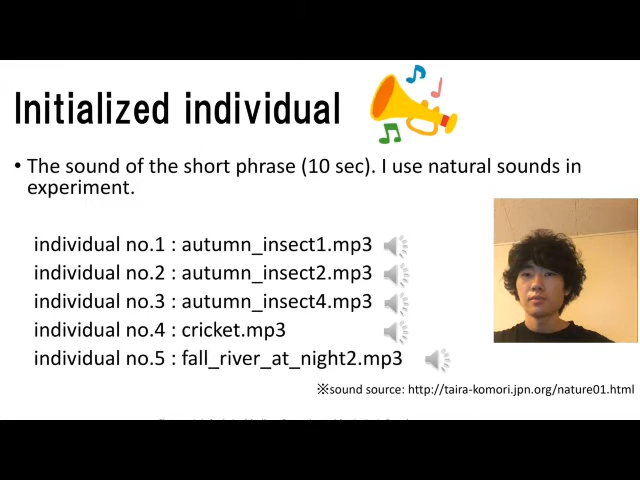 Initialized individual
• The sound of the short phrase (10 sec). I use natural sounds in
experiment.
individual no.1 : autumn_insect1.mp3
individual no.2 : autumn_insect2.mp3
individual no.3 : autumn_insect4.mp3
individual no.4 : cricket.mp3
individual no.5 : fall_river_at_night2.mp3
※sound source: http://taira-komori.jpn.org/nature01.html